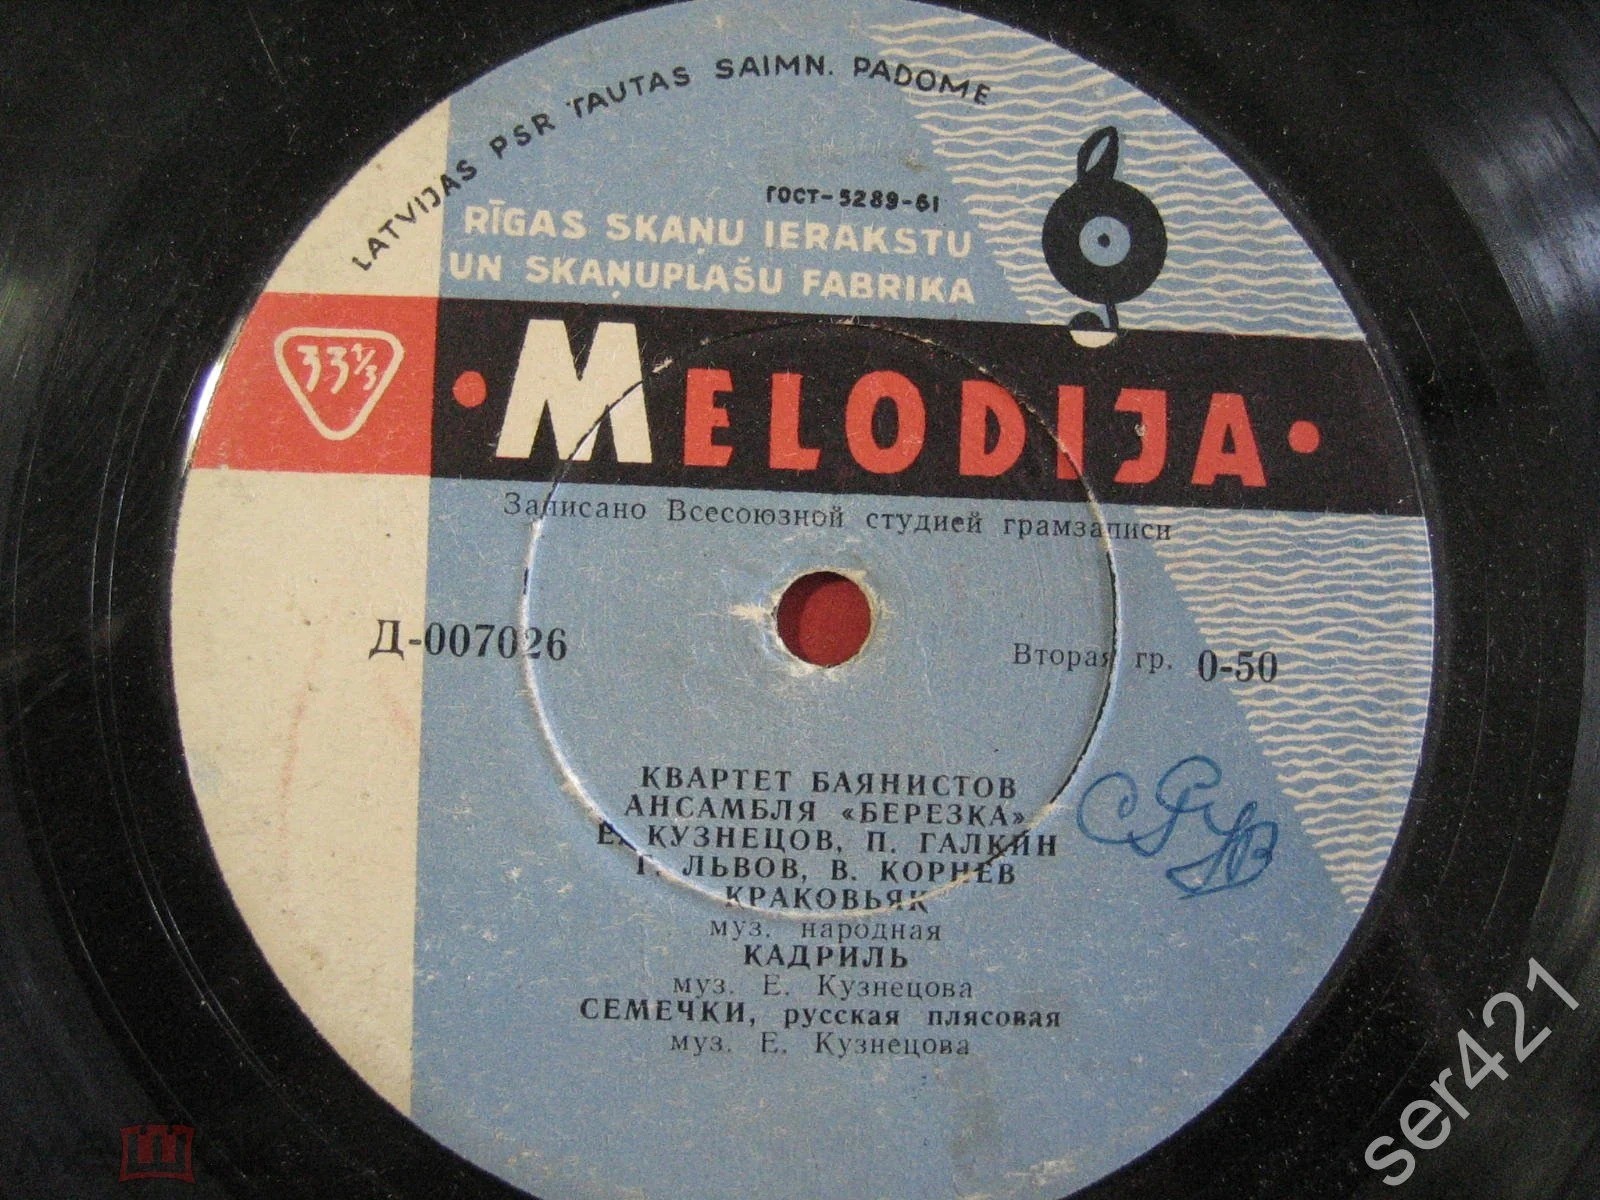 LATVIJAS PSR TAUTAS SAIMN. PADOME
ГОСТ-5289-61
RĪGAS SKAŅU IERAKSTU
UN SKAŅUPLAŠU FABRIKA
33⅓
• MELODIJA •
Записано Всесоюзной студией грамзаписи
Д-007026
Вторая гр. 0-50
КВАРТЕТ БАЯНИСТОВ
АНСАМБЛЯ «БЕРЕЗКА»
Е. КУЗНЕЦОВ, П. ГАЛКИН
Г. ЛЬВОВ, В. КОРНЕВ
КРАКОВЬЯК
муз. народная
КАДРИЛЬ
муз. Е. Кузнецова
СЕМЕЧКИ, русская плясовая
муз. Е. Кузнецова
ser421